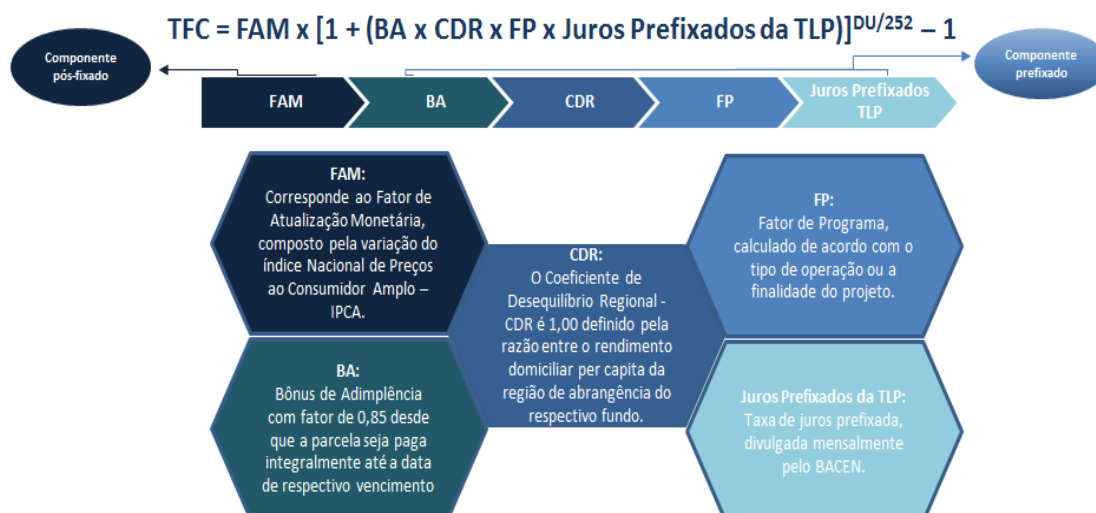 TFC = FAM x [1 + (BA x CDR x FP x Juros Prefixados da TLP)]^DU/252 – 1
Componente
pós-fixado
Componente
prefixado
FAM
BA
CDR
FP
Juros Prefixados
TLP
FAM:
Corresponde ao Fator de
Atualização Monetária,
composto pela variação do
índice Nacional de Preços
ao Consumidor Amplo –
IPCA.
BA:
Bônus de Adimplência
com fator de 0,85 desde
que a parcela seja paga
integralmente até a data
de respectivo vencimento
CDR:
O Coeficiente de
Desequilíbrio Regional -
CDR é 1,00 definido pela
razão entre o rendimento
domiciliar per capita da
região de abrangência do
respectivo fundo.
FP:
Fator de Programa,
calculado de acordo com o
tipo de operação ou a
finalidade do projeto.
Juros Prefixados da TLP:
Taxa de juros prefixada,
divulgada mensalmente
pelo BACEN.